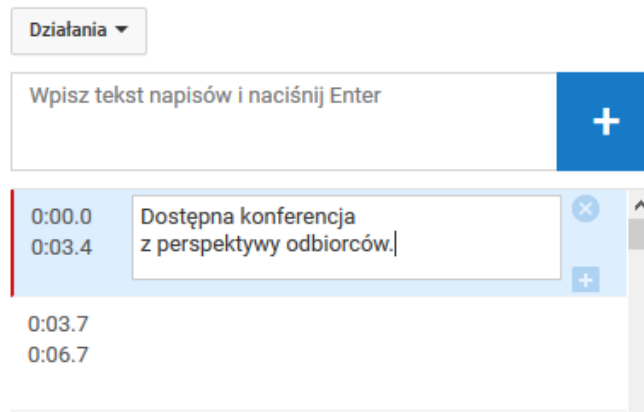 Działania
Wpisz tekst napisów i naciśnij Enter
+
0:00.0
0:03.4
Dostępna konferencja
z perspektywy odbiorców.
0:03.7
0:06.7